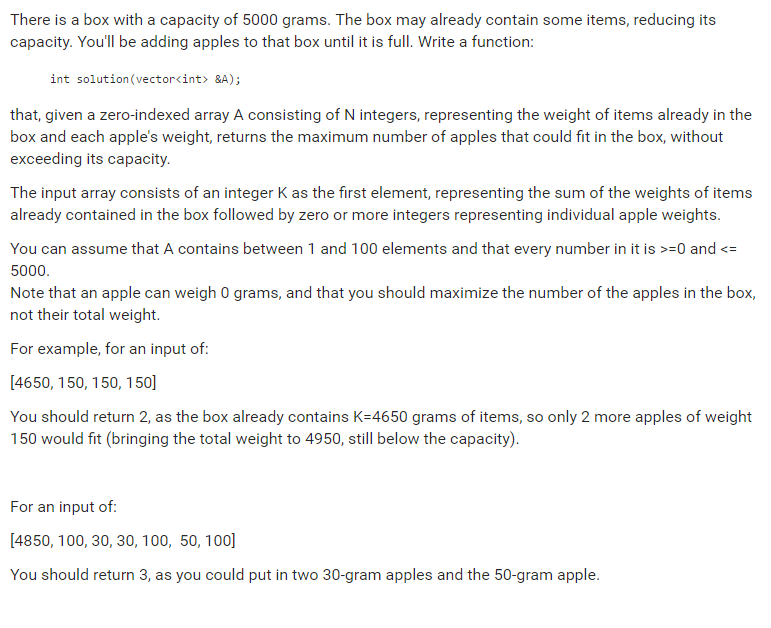 There is a box with a capacity of 5000 grams. The box may already contain some items, reducing its
capacity. You'll be adding apples to that box until it is full. Write a function:
int solution(vector<int> &A);
that, given a zero-indexed array A consisting of N integers, representing the weight of items already in the
box and each apple's weight, returns the maximum number of apples that could fit in the box, without
exceeding its capacity.
The input array consists of an integer K as the first element, representing the sum of the weights of items
already contained in the box followed by zero or more integers representing individual apple weights.
You can assume that A contains between 1 and 100 elements and that every number in it is >=0 and <=
5000.
Note that an apple can weigh 0 grams, and that you should maximize the number of the apples in the box,
not their total weight.
For example, for an input of:
[4650, 150, 150, 150]
You should return 2, as the box already contains K=4650 grams of items, so only 2 more apples of weight
150 would fit (bringing the total weight to 4950, still below the capacity).
For an input of:
[4850, 100, 30, 30, 100, 50, 100]
You should return 3, as you could put in two 30-gram apples and the 50-gram apple.